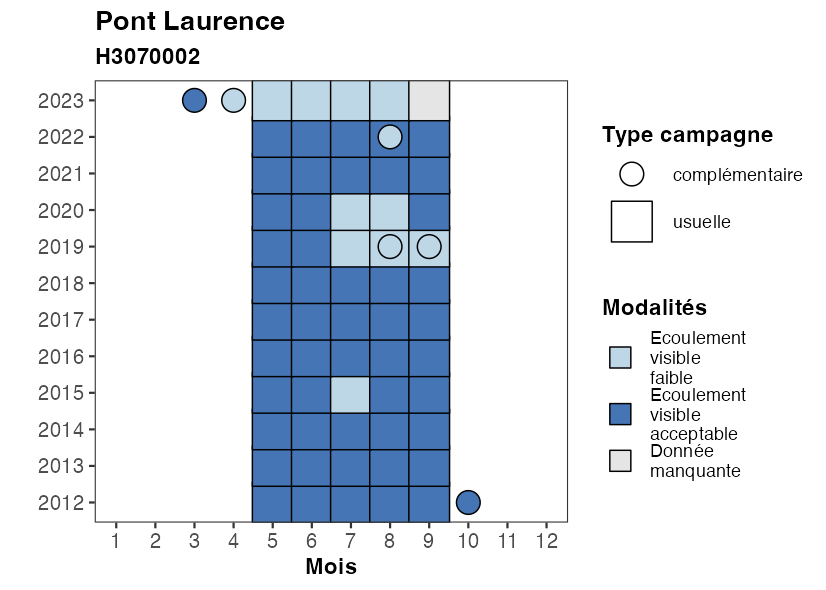 Pont Laurence
H3070002
2023
2022
2021
2020
2019
2018
2017
2016
2015
2014
2013
2012
1 2 3 4 5 6 7 8 9 10 11 12
Mois
Type campagne
complémentaire
usuelle
Modalités
Ecoulement
visible
faible
Ecoulement
visible
acceptable
Donnée
manquante